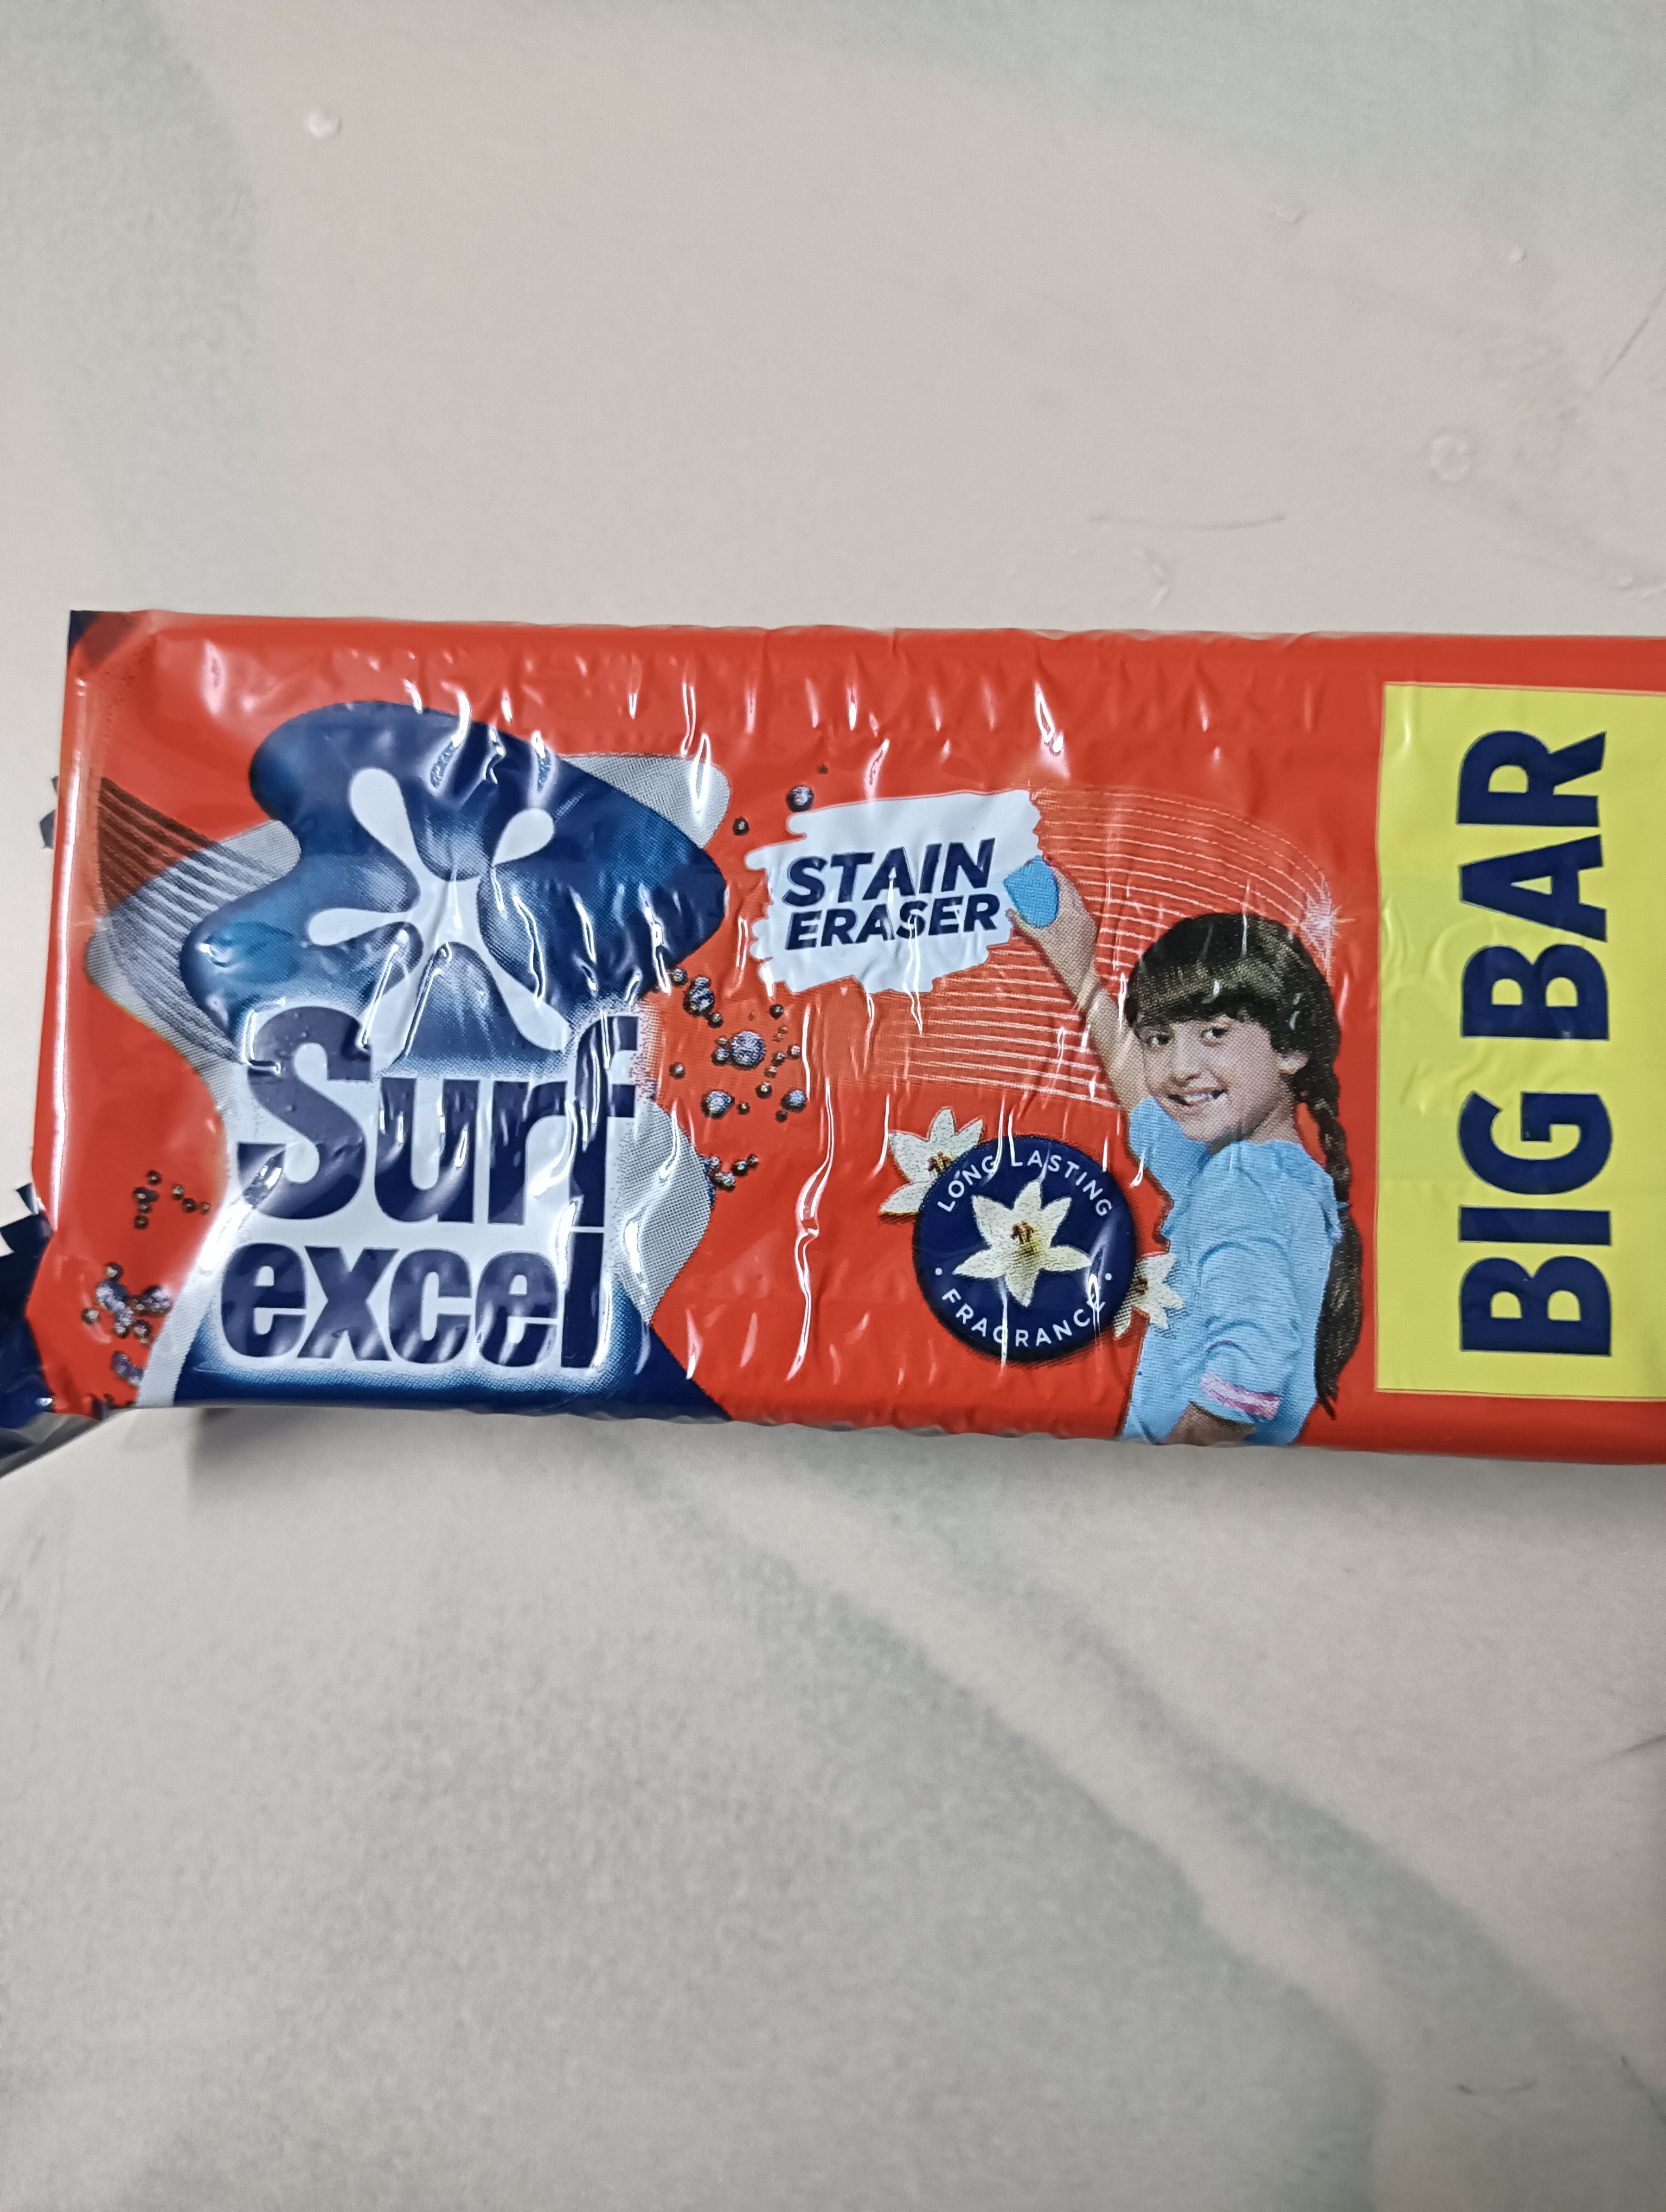 Surf
excel
STAIN
ERASER
LONG LASTING
• FRAGRANCE •
BIG BAR